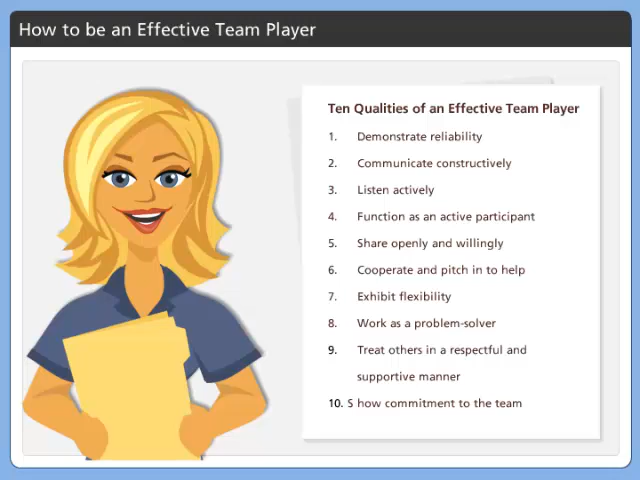 How to be an Effective Team Player
Ten Qualities of an Effective Team Player
1. Demonstrate reliability
2. Communicate constructively
3. Listen actively
4. Function as an active participant
5. Share openly and willingly
6. Cooperate and pitch in to help
7. Exhibit flexibility
8. Work as a problem-solver
9. Treat others in a respectful and
supportive manner
10. S how commitment to the team